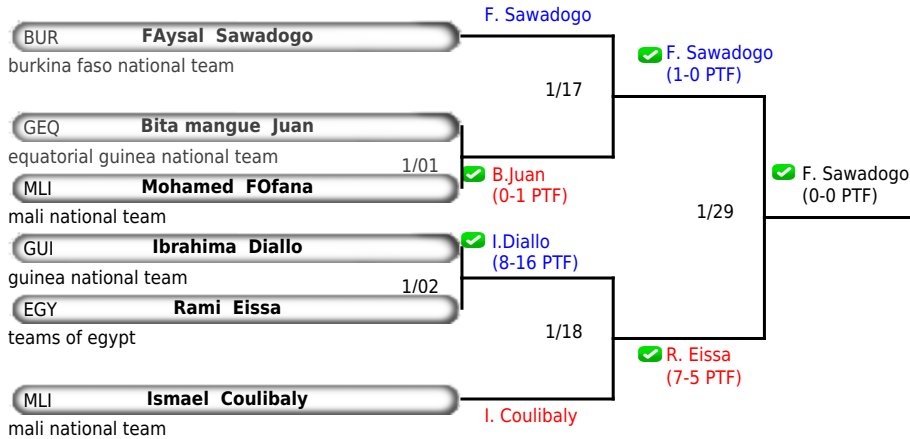 F. Sawadogo
BUR FAysal Sawadogo
burkina faso national team
F. Sawadogo
(1-0 PTF)
1/17
GEQ Bita mangue Juan
equatorial guinea national team
1/01
B.Juan
(0-1 PTF)
MLI Mohamed FOfana
mali national team
F. Sawadogo
(0-0 PTF)
1/29
GUI Ibrahima Diallo
guinea national team
I.Diallo
(8-16 PTF)
1/02
EGY Rami Eissa
teams of egypt
1/18
R. Eissa
(7-5 PTF)
MLI Ismael Coulibaly
mali national team
I. Coulibaly